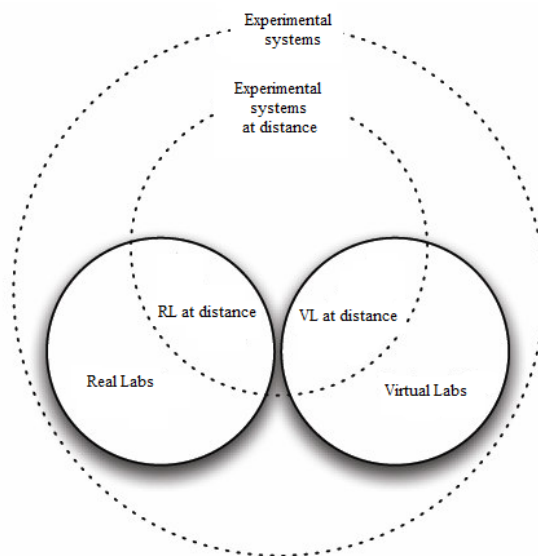 Experimental
systems
Experimental
systems
at distance
RL at distance
VL at distance
Real Labs
Virtual Labs